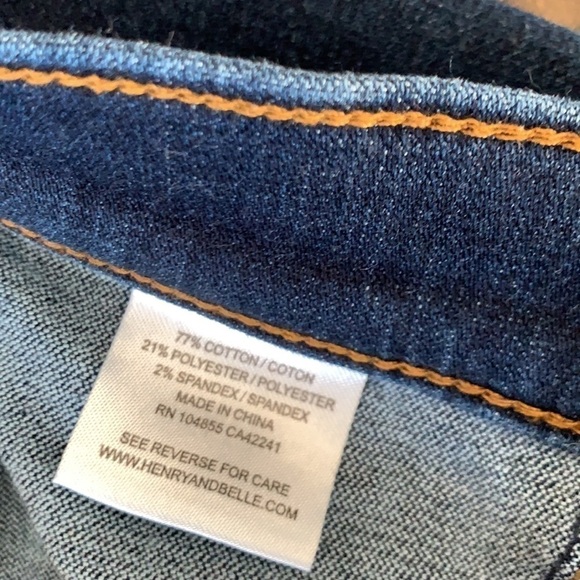 77% COTTON / COTON
21% POLYESTER / POLYESTER
2% SPANDEX / SPANDEX
MADE IN CHINA
RN 104855 CA42241
SEE REVERSE FOR CARE
WWW.HENRYANDBELLE.COM